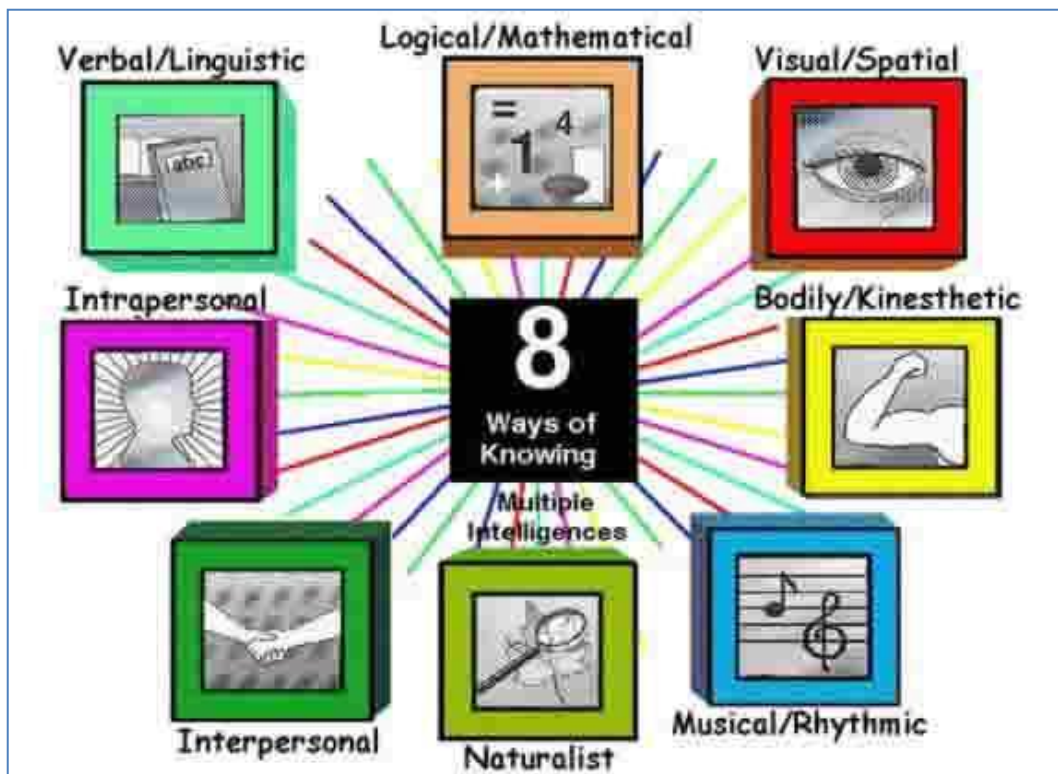 Verbal/Linguistic
Logical/Mathematical
Visual/Spatial
abc
=
4
1
+
Intrapersonal
Bodily/Kinesthetic
8
Ways of
Knowing
Multiple
Intelligences
Interpersonal
Naturalist
Musical/Rhythmic